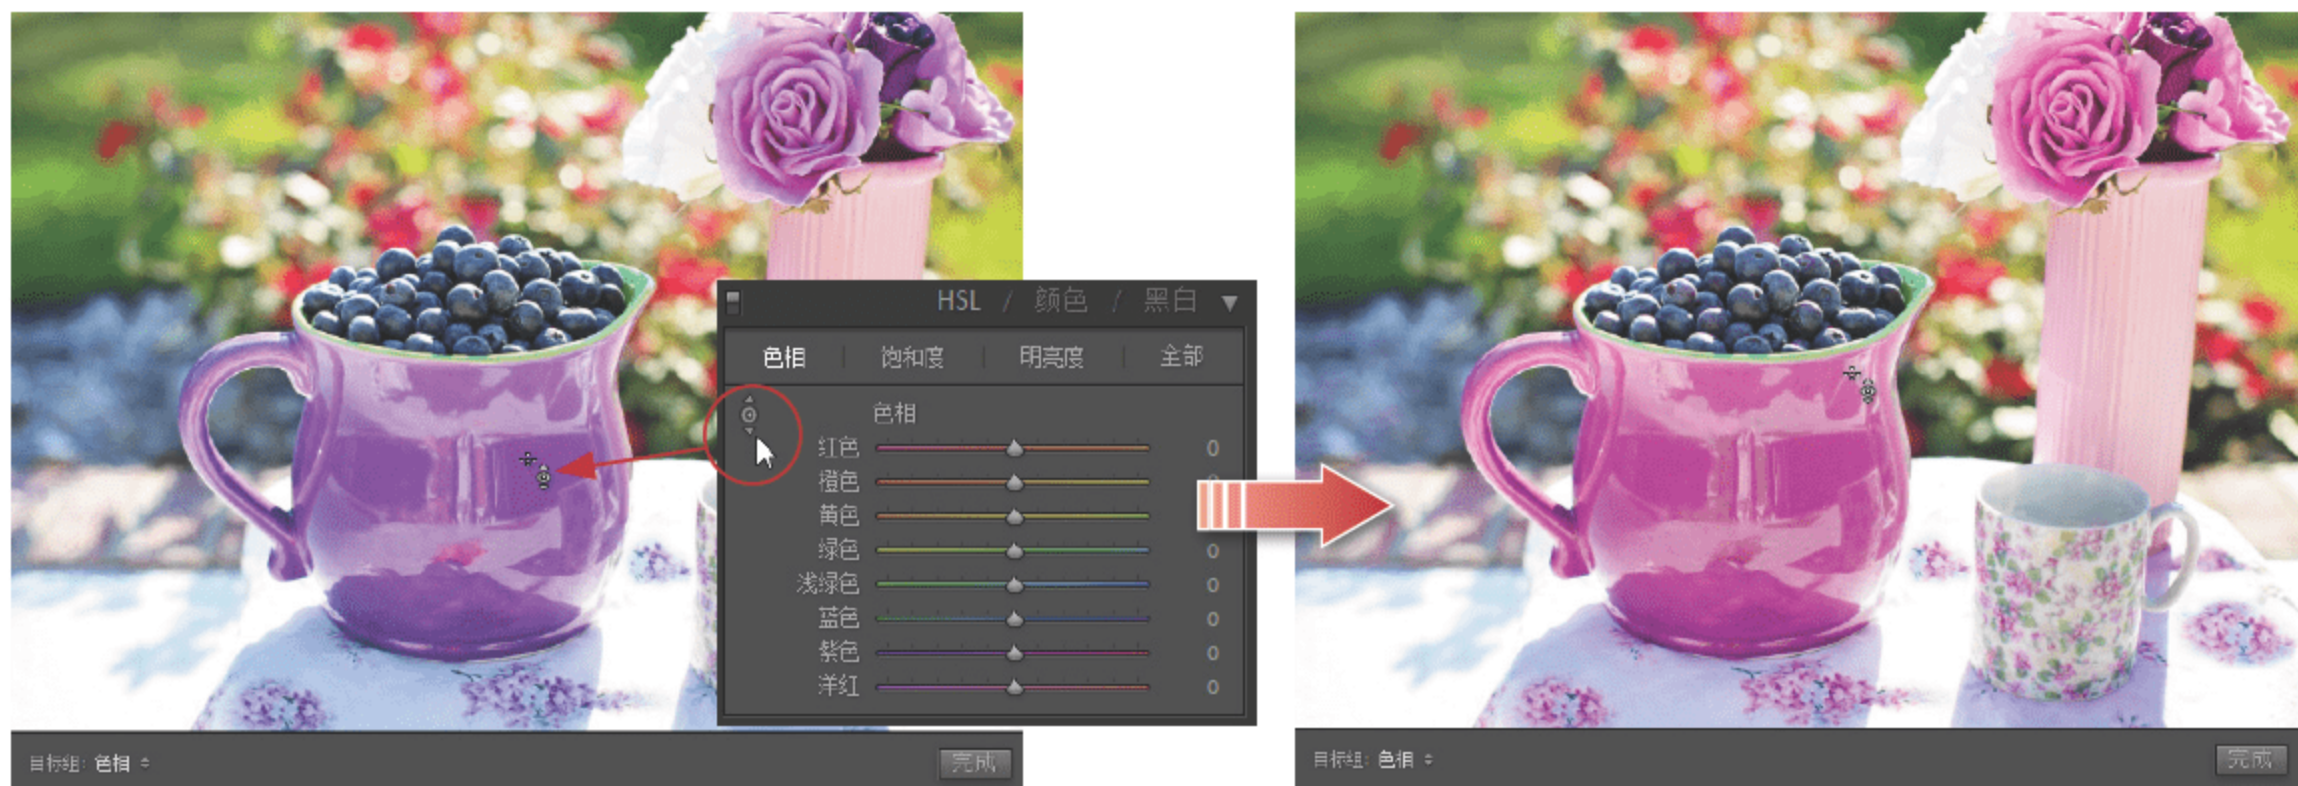 HSL / 颜色 / 黑白
色相 饱和度 明亮度 全部
色相
红色 0
橙色 0
黄色 0
绿色 0
浅绿色 0
蓝色 0
紫色 0
洋红 0
目标组: 色相 完成
目标组: 色相 完成